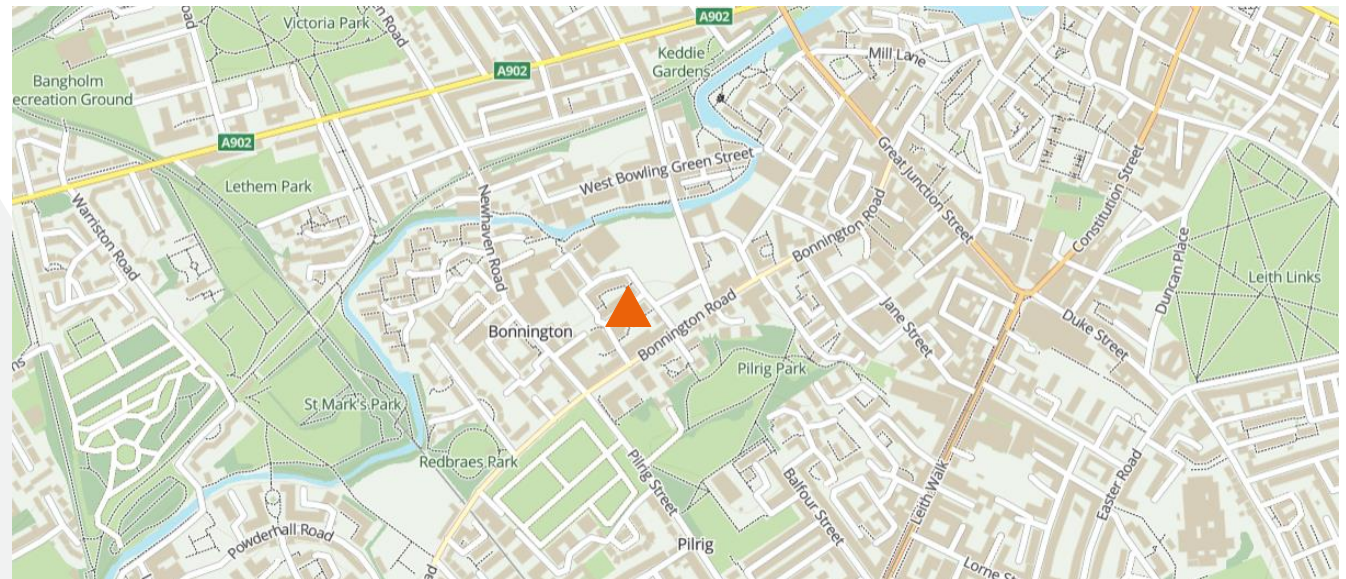 Road
Victoria Park
Road
A902
Keddie
Gardens
Mill Lane
Bangholm
ecreation Ground
A902
A902
Lethem Park
West Bowling Green Street
Great Junction Street
Constitution Street
Warriston Road
Newhaven Road
Bonnington Road
Duncan Place
Leith Links
Bonnington
Bonnington Road
Jane Street
Duke Street
Pilrig Park
ns
St Mark's Park
Redbraes Park
Pilrig Street
Balfour Street
Leith Walk
Easter Road
Powderhall Road
Pilrig
Road
Lorne S